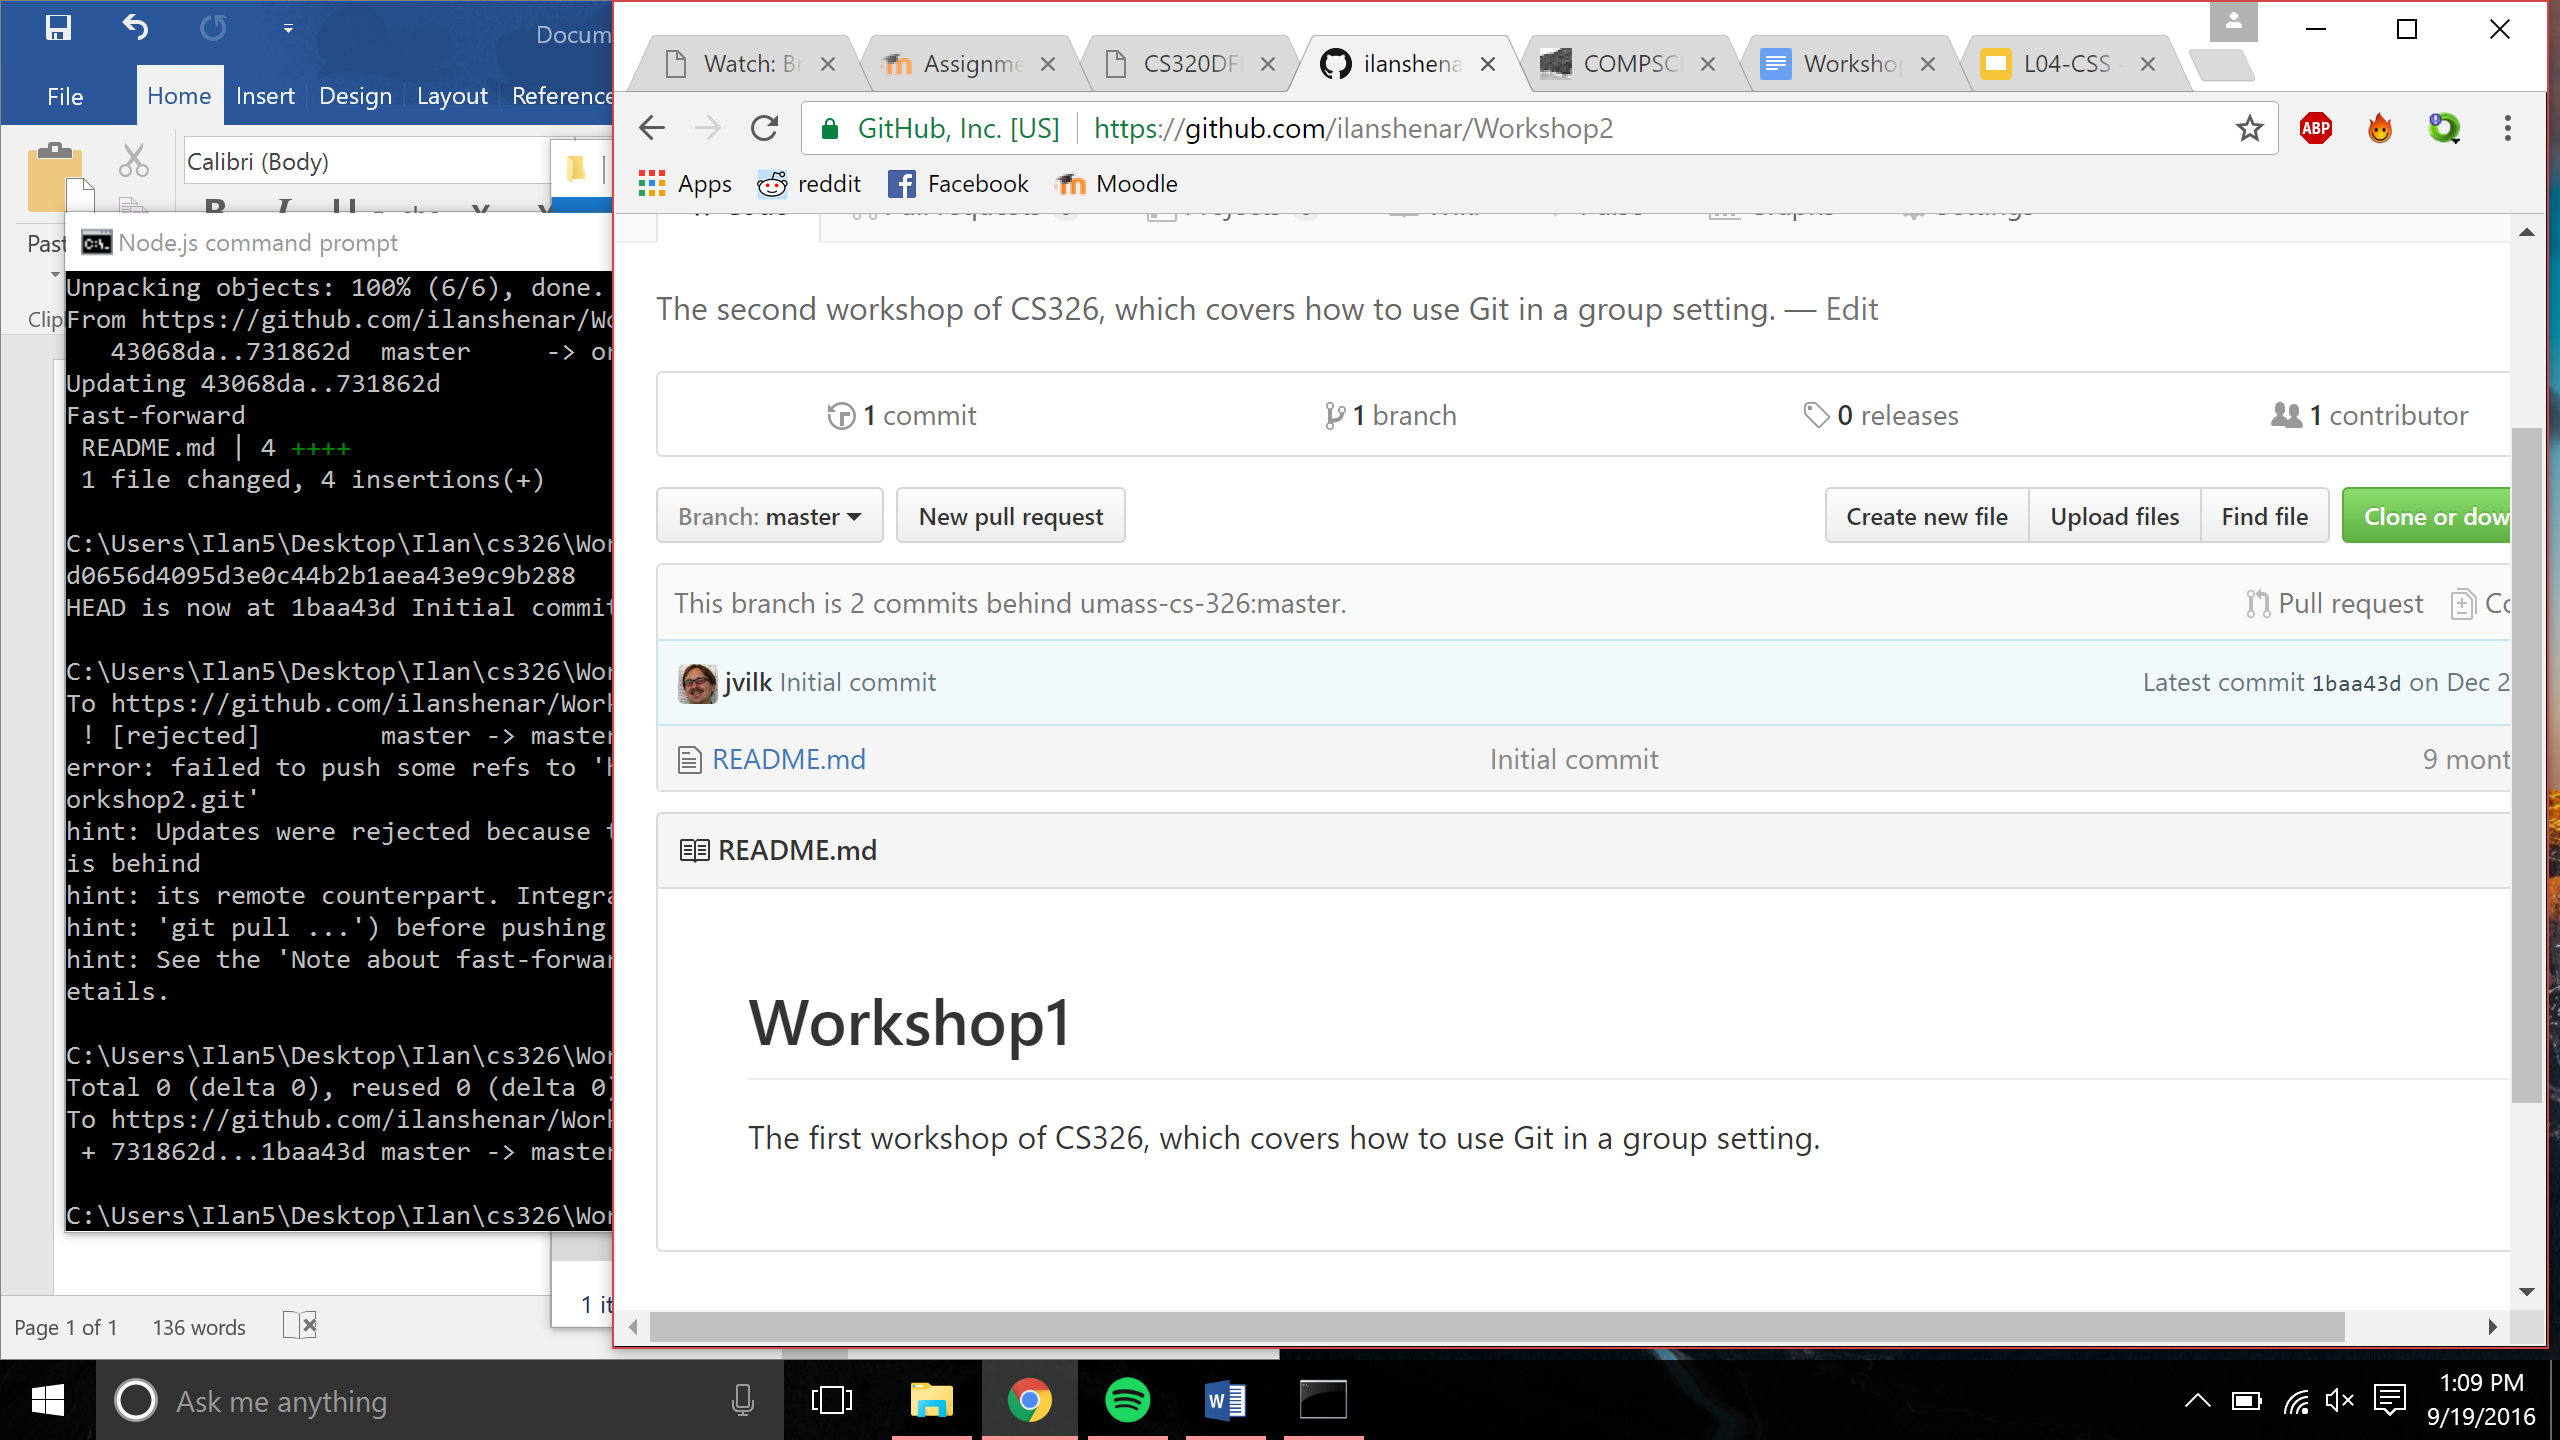 Docum
File
Home
Insert
Design
Layout
Calibri (Body)
Node.js command prompt
Unpacking objects: 100% (6/6), done.
From https://github.com/ilanshenar/Wo
43068da..731862d master -> or
Updating 43068da..731862d
Fast-forward
README.md | 4 ++++
1 file changed, 4 insertions(+)
C:\Users\Ilan5\Desktop\Ilan\cs326\Wor
d0656d4095d3e0c44b2b1aea43e9c9b288
HEAD is now at 1baa43d Initial commit
C:\Users\Ilan5\Desktop\Ilan\cs326\Wor
To https://github.com/ilanshenar/Work
! [rejected] master -> master
error: failed to push some refs to 'h
orkshop2.git'
hint: Updates were rejected because t
is behind
hint: its remote counterpart. Integra
hint: 'git pull ...') before pushing
hint: See the 'Note about fast-forwar
etails.
C:\Users\Ilan5\Desktop\Ilan\cs326\Wor
Total 0 (delta 0), reused 0 (delta 0)
To https://github.com/ilanshenar/Work
+ 731862d...1baa43d master -> master
C:\Users\Ilan5\Desktop\Ilan\cs326\Wor
Page 1 of 1 136 words
Watch: Br
Assignme
CS320DF
ilanshena
COMPSCI
Workshop
L04-CSS
GitHub, Inc. [US] https://github.com/ilanshenar/Workshop2
ABP
Apps reddit Facebook Moodle
The second workshop of CS326, which covers how to use Git in a group setting. — Edit
1 commit 1 branch 0 releases 1 contributor
Branch: master New pull request Create new file Upload files Find file Clone or dow
This branch is 2 commits behind umass-cs-326:master. Pull request Co
jvilk Initial commit Latest commit 1baa43d on Dec 2
README.md Initial commit 9 mont
README.md
Workshop1
The first workshop of CS326, which covers how to use Git in a group setting.
Ask me anything
1:09 PM
9/19/2016